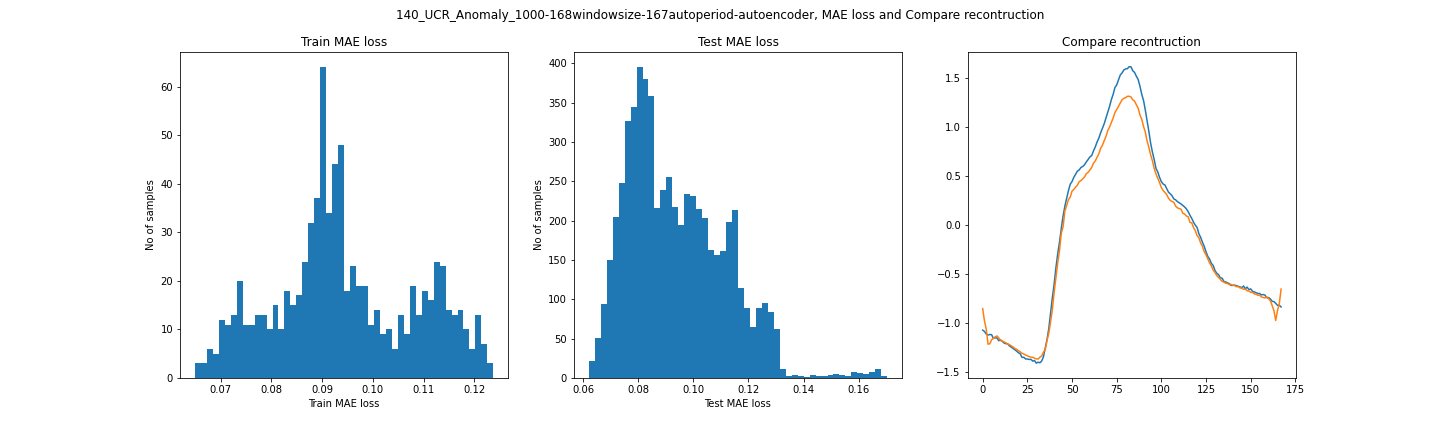 140_UCR_Anomaly_1000-168windowsize-167autoperiod-autoencoder, MAE loss and Compare recontruction
Train MAE loss
No of samples
60
50
40
30
20
10
0
0.07 0.08 0.09 0.10 0.11 0.12
Train MAE loss
Test MAE loss
No of samples
400
350
300
250
200
150
100
50
0
0.06 0.08 0.10 0.12 0.14 0.16
Test MAE loss
Compare recontruction
1.5
1.0
0.5
0.0
−0.5
−1.0
−1.5
0 25 50 75 100 125 150 175